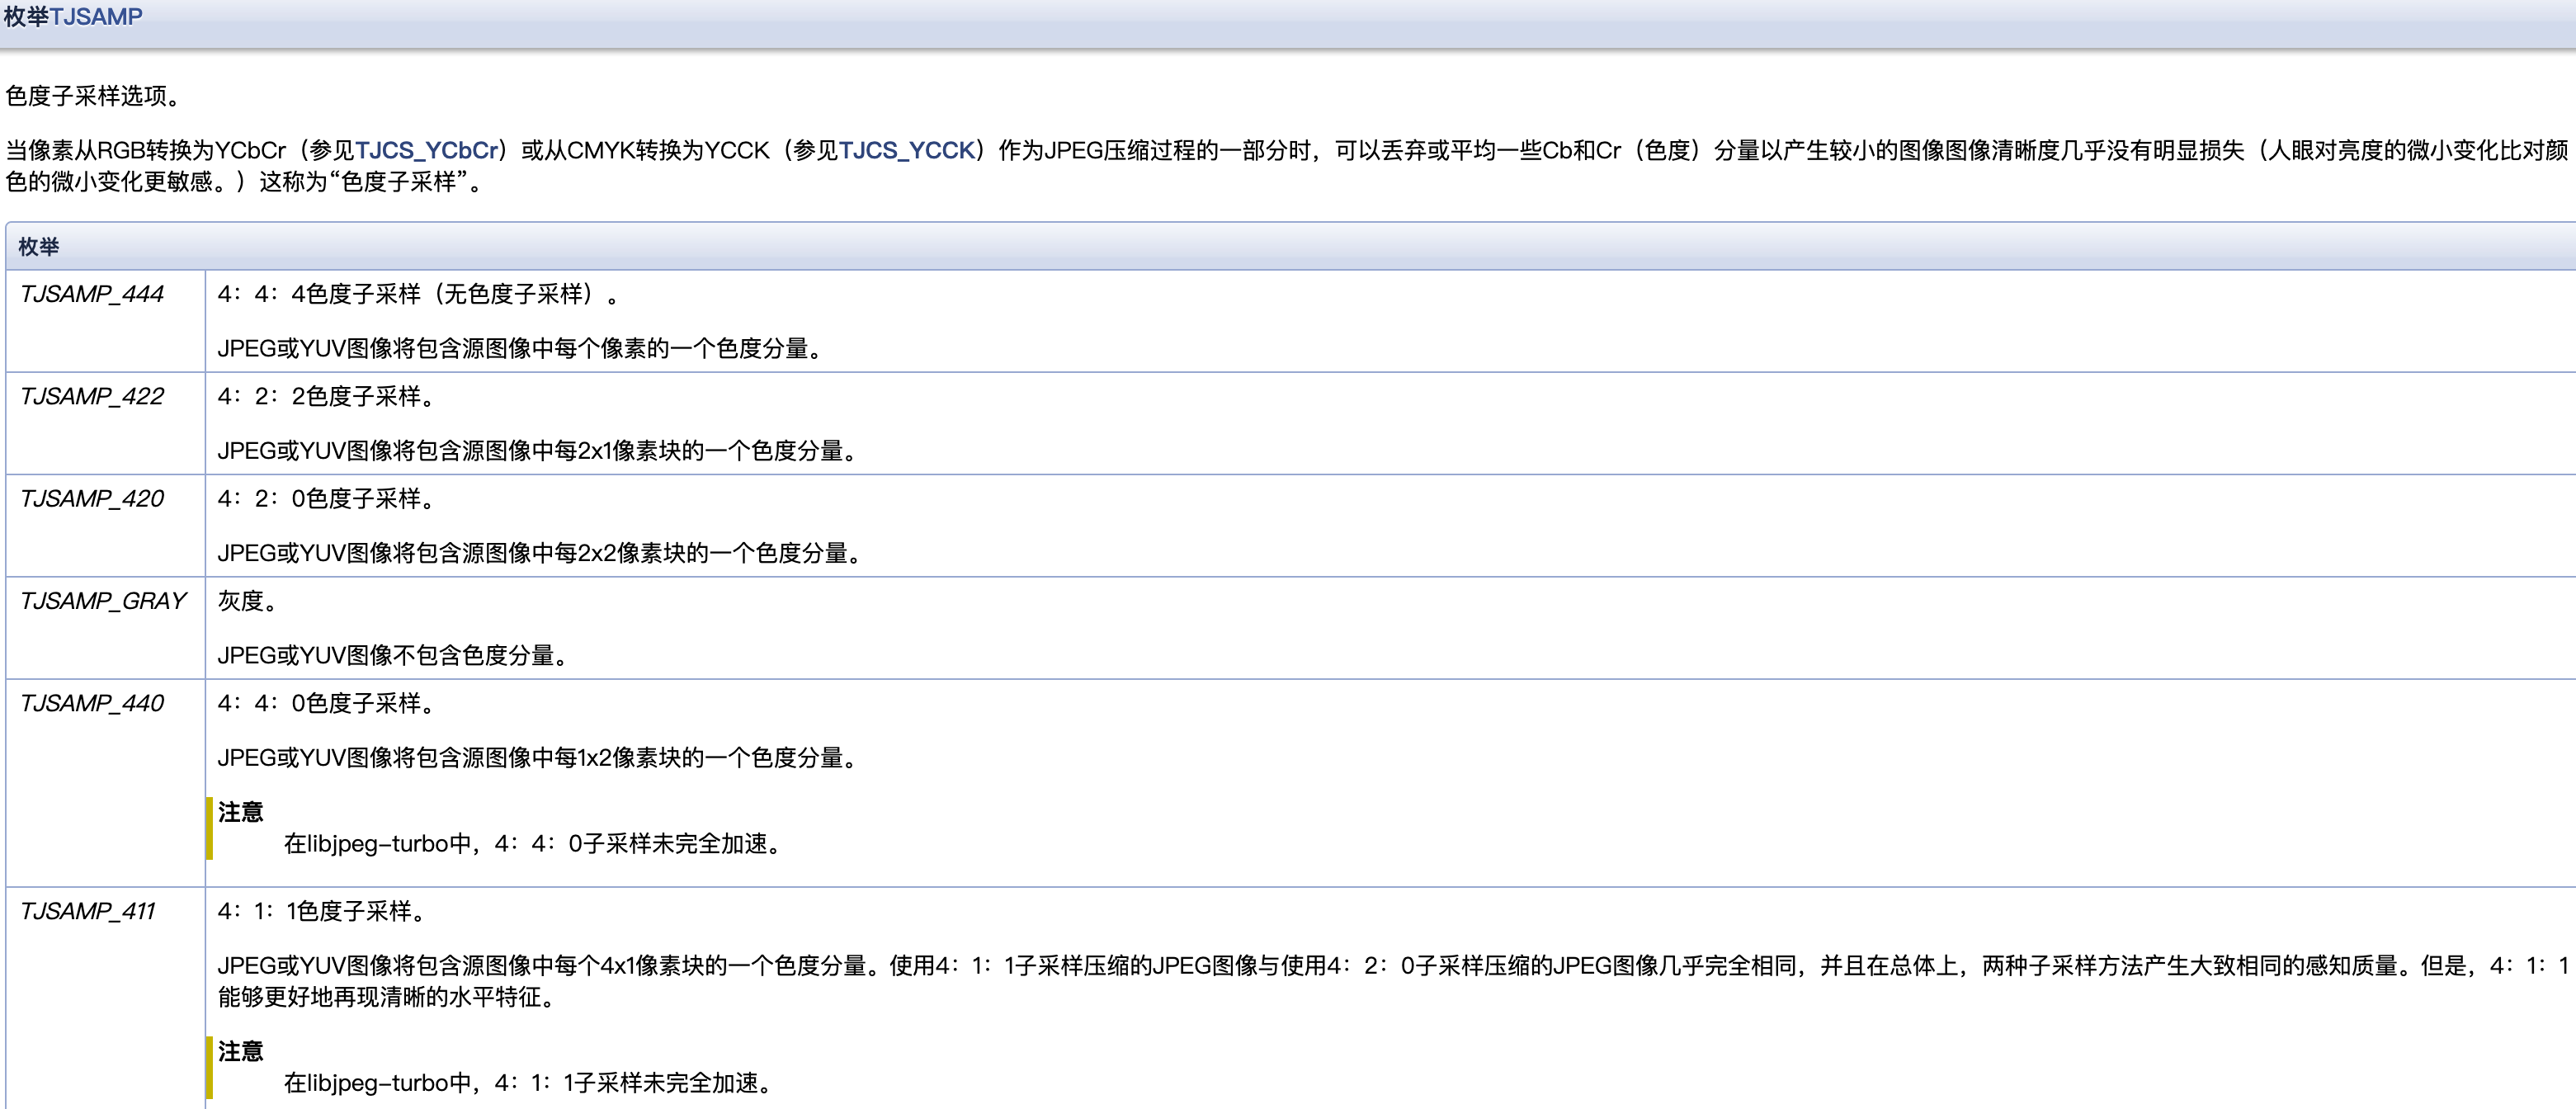 枚举TJSAMP
色度子采样选项。
当像素从RGB转换为YCbCr（参见TJCS_YCbCr）或从CMYK转换为YCCK（参见TJCS_YCCK）作为JPEG压缩过程的一部分时，可以丢弃或平均一些Cb和Cr（色度）分量以产生较小的图像图像清晰度几乎没有明显损失（人眼对亮度的微小变化比对颜
色的微小变化更敏感。）这称为“色度子采样”。
枚举
TJSAMP_444 4：4：4色度子采样（无色度子采样）。
JPEG或YUV图像将包含源图像中每个像素的一个色度分量。
TJSAMP_422 4：2：2色度子采样。
JPEG或YUV图像将包含源图像中每2x1像素块的一个色度分量。
TJSAMP_420 4：2：0色度子采样。
JPEG或YUV图像将包含源图像中每2x2像素块的一个色度分量。
TJSAMP_GRAY 灰度。
JPEG或YUV图像不包含色度分量。
TJSAMP_440 4：4：0色度子采样。
JPEG或YUV图像将包含源图像中每1x2像素块的一个色度分量。
注意
在libjpeg-turbo中，4：4：0子采样未完全加速。
TJSAMP_411 4：1：1色度子采样。
JPEG或YUV图像将包含源图像中每个4x1像素块的一个色度分量。使用4：1：1子采样压缩的JPEG图像与使用4：2：0子采样压缩的JPEG图像几乎完全相同，并且在总体上，两种子采样方法产生大致相同的感知质量。但是，4：1：1
能够更好地再现清晰的水平特征。
注意
在libjpeg-turbo中，4：1：1子采样未完全加速。